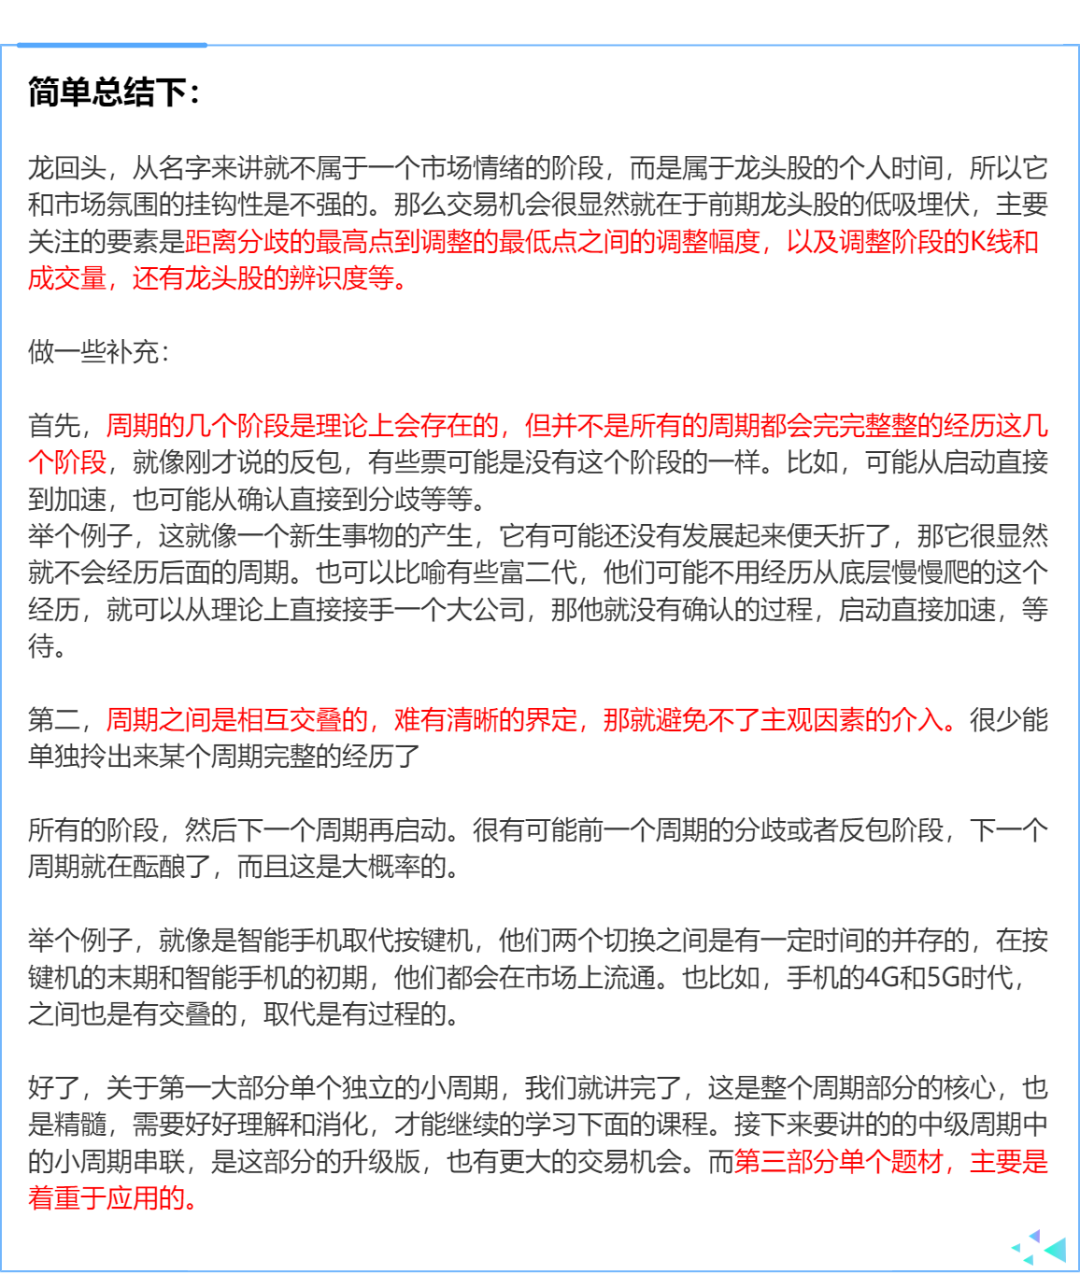 简单总结下：
龙回头，从名字来讲就不属于一个市场情绪的阶段，而是属于龙头股的个人时间，所以它
和市场氛围的挂钩性是不强的。那么交易机会很显然就在于前期龙头股的低吸埋伏，主要
关注的要素是距离分歧的最高点到调整的最低点之间的调整幅度，以及调整阶段的K线和
成交量，还有龙头股的辨识度等。
做一些补充：
首先，周期的几个阶段是理论上会存在的，但并不是所有的周期都会完完整整的经历这几
个阶段，就像刚才说的反包，有些票可能是没有这个阶段的一样。比如，可能从启动直接
到加速，也可能从确认直接到分歧等等。
举个例子，这就像一个新生事物的产生，它有可能还没有发展起来便夭折了，那它很显然
就不会经历后面的周期。也可以比喻有些富二代，他们可能不用经历从底层慢慢爬的这个
经历，就可以从理论上直接接手一个大公司，那他就没有确认的过程，启动直接加速，等
待。
第二，周期之间是相互交叠的，难有清晰的界定，那就避免不了主观因素的介入。很少能
单独拎出来某个周期完整的经历了
所有的阶段，然后下一个周期再启动。很有可能前一个周期的分歧或者反包阶段，下一个
周期就在酝酿了，而且这是大概率的。
举个例子，就像是智能手机取代按键机，他们两个切换之间是有一定时间的并存的，在按
键机的末期和智能手机的初期，他们都会在市场上流通。也比如，手机的4G和5G时代，
之间也是有交叠的，取代是有过程的。
好了，关于第一大部分单个独立的小周期，我们就讲完了，这是整个周期部分的核心，也
是精髓，需要好好理解和消化，才能继续的学习下面的课程。接下来要讲的的中级周期中
的小周期串联，是这部分的升级版，也有更大的交易机会。而第三部分单个题材，主要是
着重于应用的。